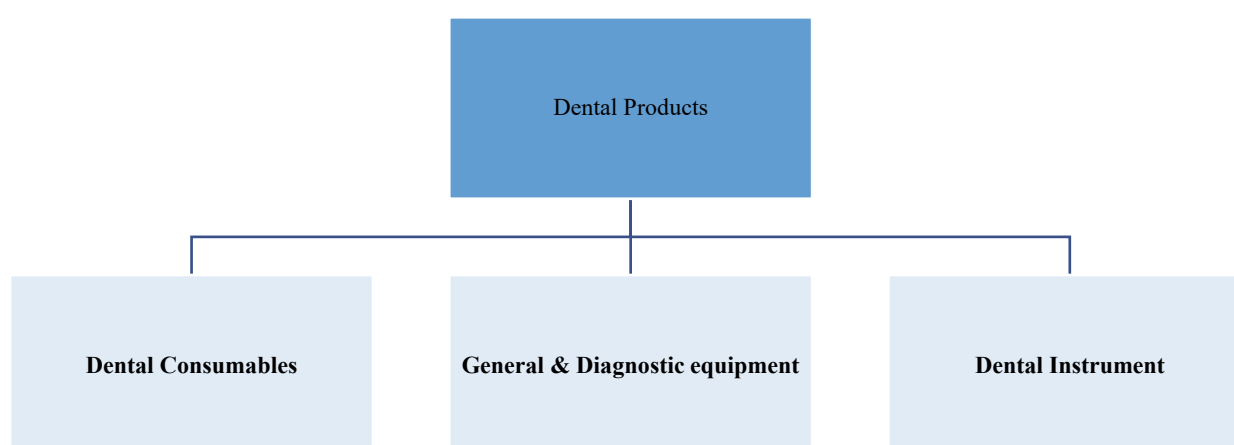 Dental Products
Dental Consumables
General & Diagnostic equipment
Dental Instrument